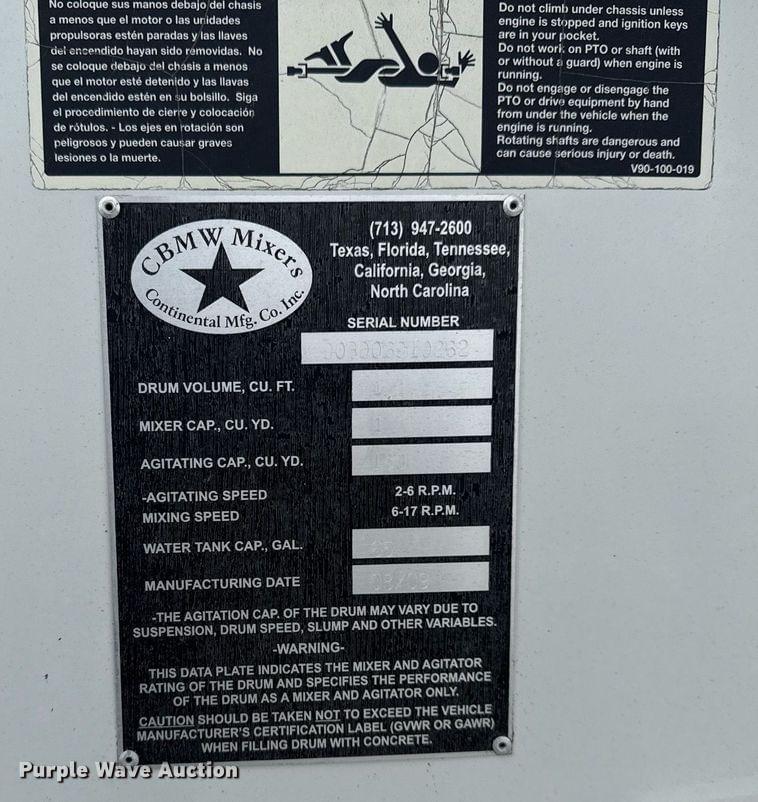 No coloque sus manos debajo del chasis
a menos que el motor o las unidades
propulsoras estén paradas y las llaves
del encendido hayan sido removidas. No
se coloque debajo del chasis a menos
que el motor esté detenido y las llavas
del encendido estén en su bolsillo. Siga
el procedimiento de cierre y colocación
de rótulos. - Los ejes en rotación son
peligrosos y pueden causar graves
lesiones o la muerte.
Do not climb under chassis unless
engine is stopped and ignition keys
are in your pocket.
Do not work on PTO or shaft (with
or without a guard) when engine is
running.
Do not engage or disengage the
PTO or drive equipment by hand
from under the vehicle when the
engine is running.
Rotating shafts are dangerous and
can cause serious injury or death.
V90-100-019
CBMW Mixers
Continental Mfg. Co. Inc.
(713) 947-2600
Texas, Florida, Tennessee,
California, Georgia,
North Carolina
SERIAL NUMBER
DRUM VOLUME, CU. FT.
MIXER CAP., CU. YD.
AGITATING CAP., CU. YD.
-AGITATING SPEED 2-6 R.P.M.
MIXING SPEED 6-17 R.P.M.
WATER TANK CAP., GAL.
MANUFACTURING DATE
-THE AGITATION CAP. OF THE DRUM MAY VARY DUE TO
SUSPENSION, DRUM SPEED, SLUMP AND OTHER VARIABLES.
-WARNING-
THIS DATA PLATE INDICATES THE MIXER AND AGITATOR
RATING OF THE DRUM AND SPECIFIES THE PERFORMANCE
OF THE DRUM AS A MIXER AND AGITATOR ONLY.
CAUTION SHOULD BE TAKEN NOT TO EXCEED THE VEHICLE
MANUFACTURER'S CERTIFICATION LABEL (GVWR OR GAWR)
WHEN FILLING DRUM WITH CONCRETE.
Purple Wave Auction